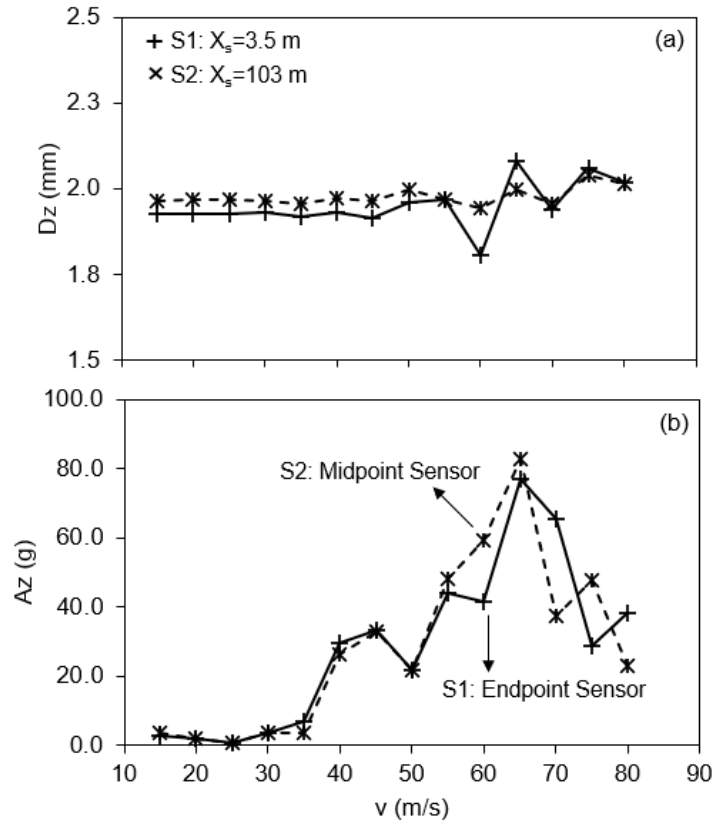 2.5
(a)
S1: Xs=3.5 m
S2: Xs=103 m
2.3
Dz (mm)
2.0
1.8
1.5
100.0
(b)
80.0
S2: Midpoint Sensor
60.0
Az (g)
40.0
20.0
S1: Endpoint Sensor
0.0
10 20 30 40 50 60 70 80 90
v (m/s)